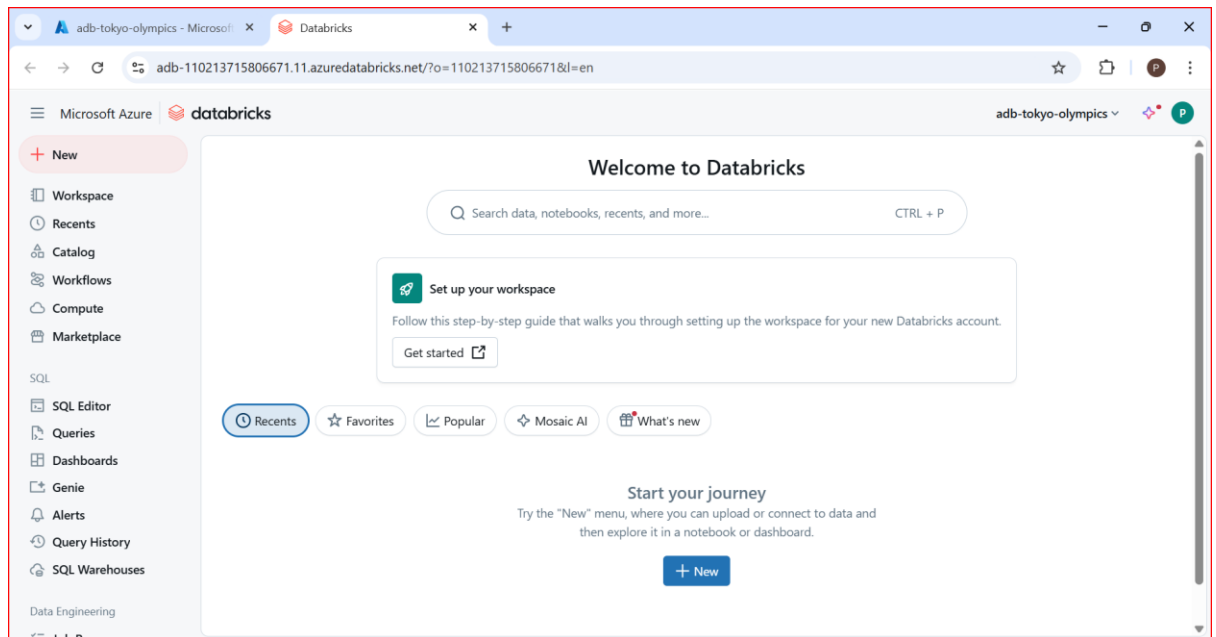 adb-tokyo-olympics - Microsof
Databricks
adb-110213715806671.11.azuredatabricks.net/?o=110213715806671&l=en
P
Microsoft Azure
databricks
adb-tokyo-olympics
P
New
Workspace
Recents
Catalog
Workflows
Compute
Marketplace
SQL
SQL Editor
Queries
Dashboards
Genie
Alerts
Query History
SQL Warehouses
Data Engineering
Welcome to Databricks
Search data, notebooks, recents, and more...
CTRL + P
Set up your workspace
Follow this step-by-step guide that walks you through setting up the workspace for your new Databricks account.
Get started
Recents
Favorites
Popular
Mosaic AI
What's new
Start your journey
Try the "New" menu, where you can upload or connect to data and
then explore it in a notebook or dashboard.
New